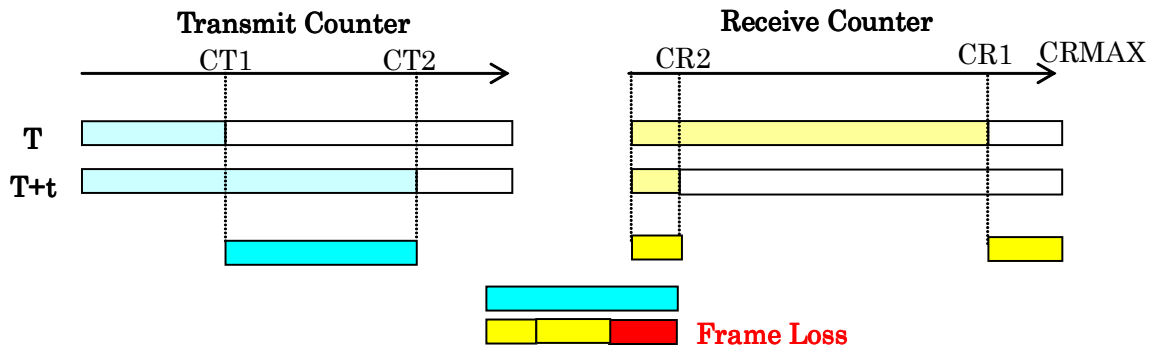 Transmit Counter
Receive Counter
CT1
CT2
CR2
CR1
CRMAX
T
T+t
Frame Loss